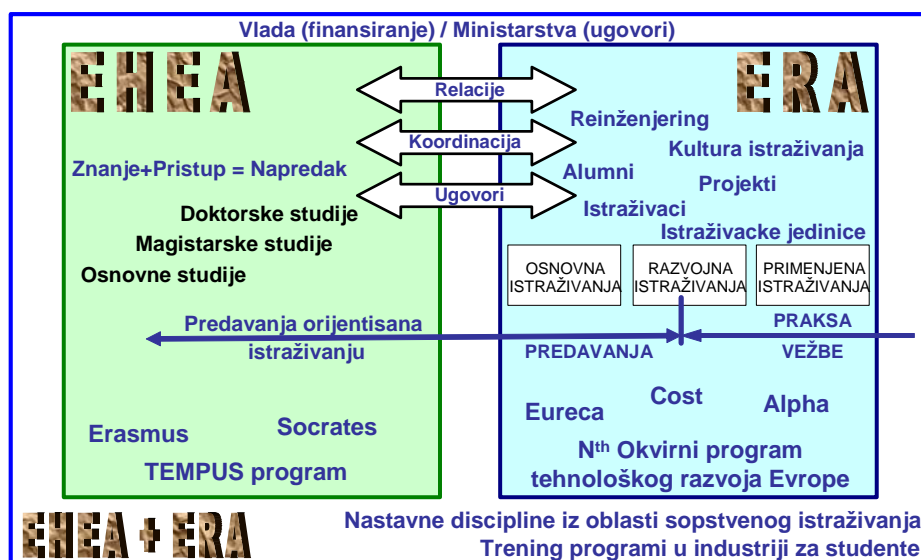 Vlada (finansiranje) / Ministarstva (ugovori)
EHEA
Znanje+Pristup = Napredak
Doktorske studije
Magistarske studije
Osnovne studije
Predavanja orijentisana
istraživanju
Erasmus
Socrates
TEMPUS program
Relacije
Koordinacija
Ugovori
ERA
Reinženjering
Kultura istraživanja
Alumni
Projekti
Istraživaci
Istraživacke jedinice
OSNOVNA
ISTRAŽIVANJA
RAZVOJNA
ISTRAŽIVANJA
PRIMENJENA
ISTRAŽIVANJA
PRAKSA
PREDAVANJA
VEŽBE
Eureca
Cost
Alpha
Nth Okvirni program
tehnološkog razvoja Evrope
EHEA + ERA
Nastavne discipline iz oblasti sopstvenog istraživanja
Trening programi u industriji za studente